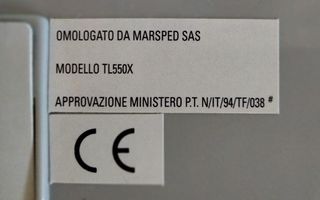 OMOLOGATO DA MARSPED SAS
MODELLO TL550X
APPROVAZIONE MINISTERO P.T. N/IT/94/TF/038 #
CE